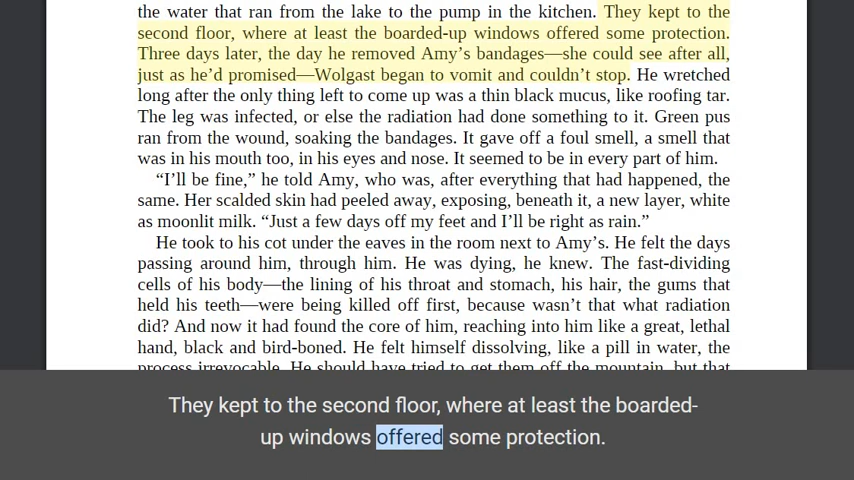 the water that ran from the lake to the pump in the kitchen. They kept to the
second floor, where at least the boarded-up windows offered some protection.
Three days later, the day he removed Amy’s bandages—she could see after all,
just as he’d promised—Wolgast began to vomit and couldn’t stop. He wretched
long after the only thing left to come up was a thin black mucus, like roofing tar.
The leg was infected, or else the radiation had done something to it. Green pus
ran from the wound, soaking the bandages. It gave off a foul smell, a smell that
was in his mouth too, in his eyes and nose. It seemed to be in every part of him.
“I’ll be fine,” he told Amy, who was, after everything that had happened, the
same. Her scalded skin had peeled away, exposing, beneath it, a new layer, white
as moonlit milk. “Just a few days off my feet and I’ll be right as rain.”
He took to his cot under the eaves in the room next to Amy’s. He felt the days
passing around him, through him. He was dying, he knew. The fast-dividing
cells of his body—the lining of his throat and stomach, his hair, the gums that
held his teeth—were being killed off first, because wasn’t that what radiation
did? And now it had found the core of him, reaching into him like a great, lethal
hand, black and bird-boned. He felt himself dissolving, like a pill in water, the
process irrevocable. He should have tried to get them off the mountain, but that
They kept to the second floor, where at least the boarded-
up windows offered some protection.